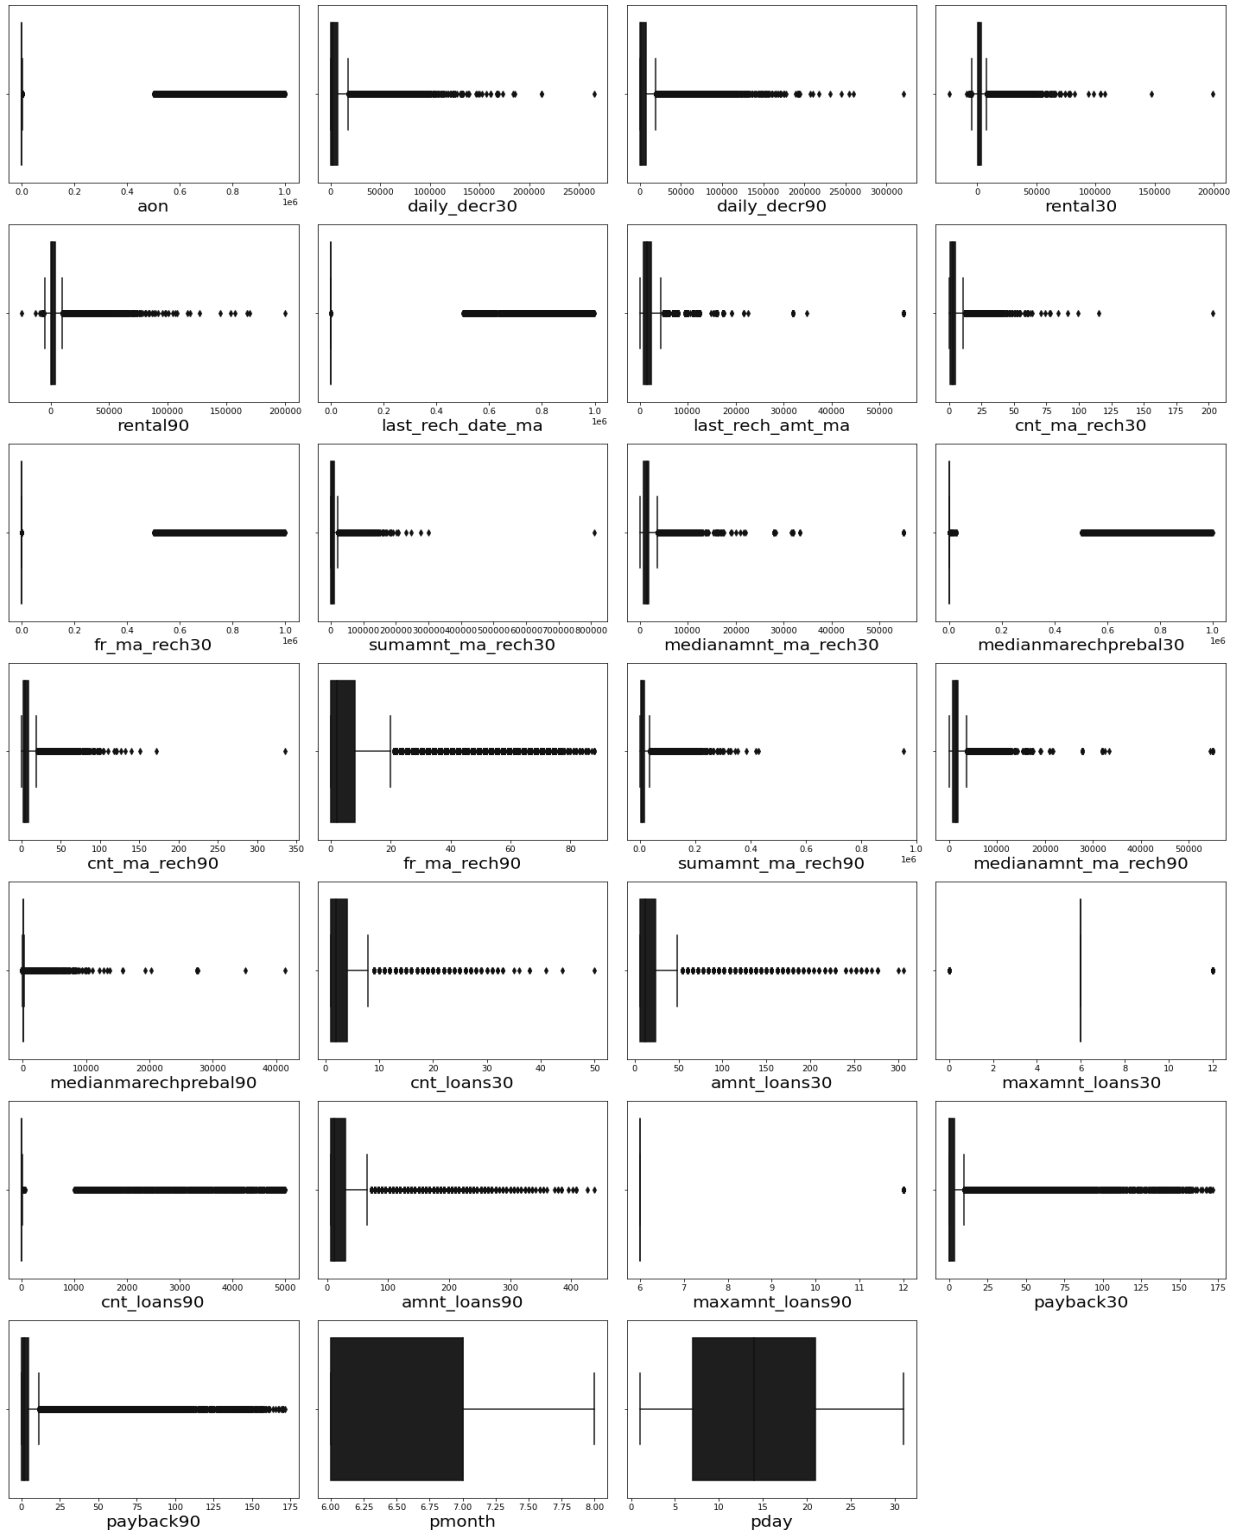 0.0 0.2 0.4 0.6 0.8 1.0
1e6
aon
0 50000 100000 150000 200000 250000
daily_decr30
0 50000 100000 150000 200000 250000 300000
daily_decr90
0 50000 100000 150000 200000
rental30
0 50000 100000 150000 200000
rental90
0.0 0.2 0.4 0.6 0.8 1.0
1e6
last_rech_date_ma
0 10000 20000 30000 40000 50000
last_rech_amt_ma
0 25 50 75 100 125 150 175 200
cnt_ma_rech30
0.0 0.2 0.4 0.6 0.8 1.0
1e6
fr_ma_rech30
0 100000 200000 300000 400000 500000 600000 700000 800000
sumamnt_ma_rech30
0 10000 20000 30000 40000 50000
medianamnt_ma_rech30
0.0 0.2 0.4 0.6 0.8 1.0
1e6
medianmarechprebal30
0 50 100 150 200 250 300 350
cnt_ma_rech90
0 20 40 60 80
fr_ma_rech90
0.0 0.2 0.4 0.6 0.8 1.0
1e6
sumamnt_ma_rech90
0 10000 20000 30000 40000 50000
medianamnt_ma_rech90
0 10000 20000 30000 40000
medianmarechprebal90
0 10 20 30 40 50
cnt_loans30
0 50 100 150 200 250 300
amnt_loans30
0 2 4 6 8 10 12
maxamnt_loans30
0 1000 2000 3000 4000 5000
cnt_loans90
0 100 200 300 400
amnt_loans90
6 7 8 9 10 11 12
maxamnt_loans90
0 25 50 75 100 125 150 175
payback30
0 25 50 75 100 125 150 175
payback90
6.00 6.25 6.50 6.75 7.00 7.25 7.50 7.75 8.00
pmonth
0 5 10 15 20 25 30
pday